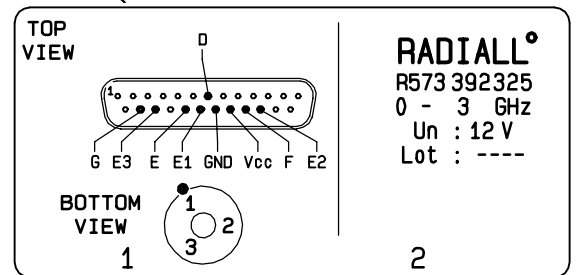 TOP
VIEW
D
1
G E3 E E1 GND Vcc F E2
BOTTOM
VIEW
1
2
3
1
RADIALL°
R573 392325
0 - 3 GHz
Un : 12 V
Lot : ----
2